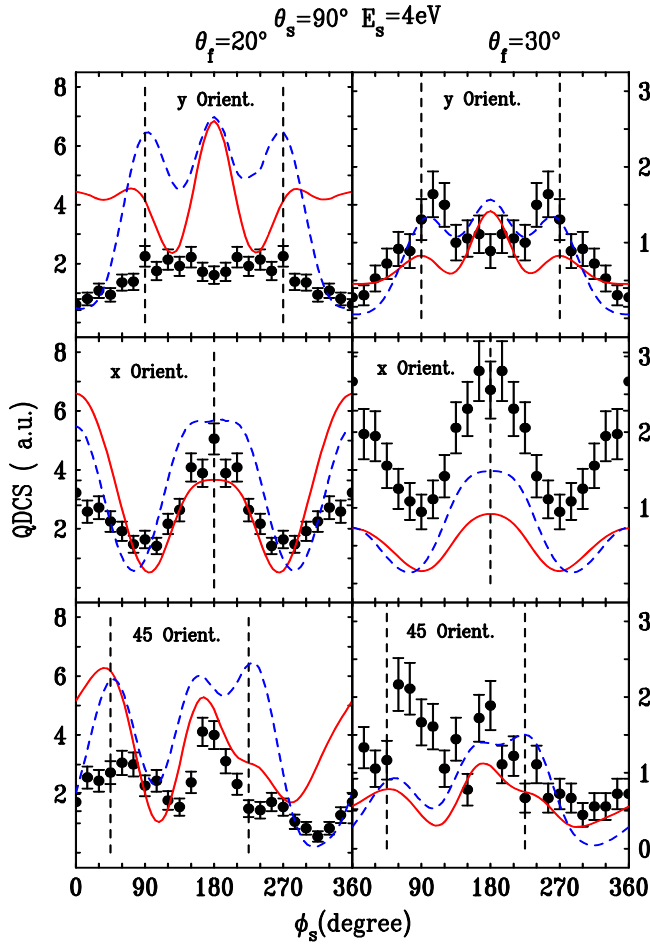 θs=90° Es=4eV
θf=20° θf=30°
8 y Orient. y Orient. 3
6
2
4
1
2
0
8 x Orient. x Orient. 3
6
2
4
1
2
0
8 45 Orient. 45 Orient. 3
6
2
4
1
2
0
QDCS ( a.u.)
0 90 180 270 360 90 180 270 360
ϕs(degree)